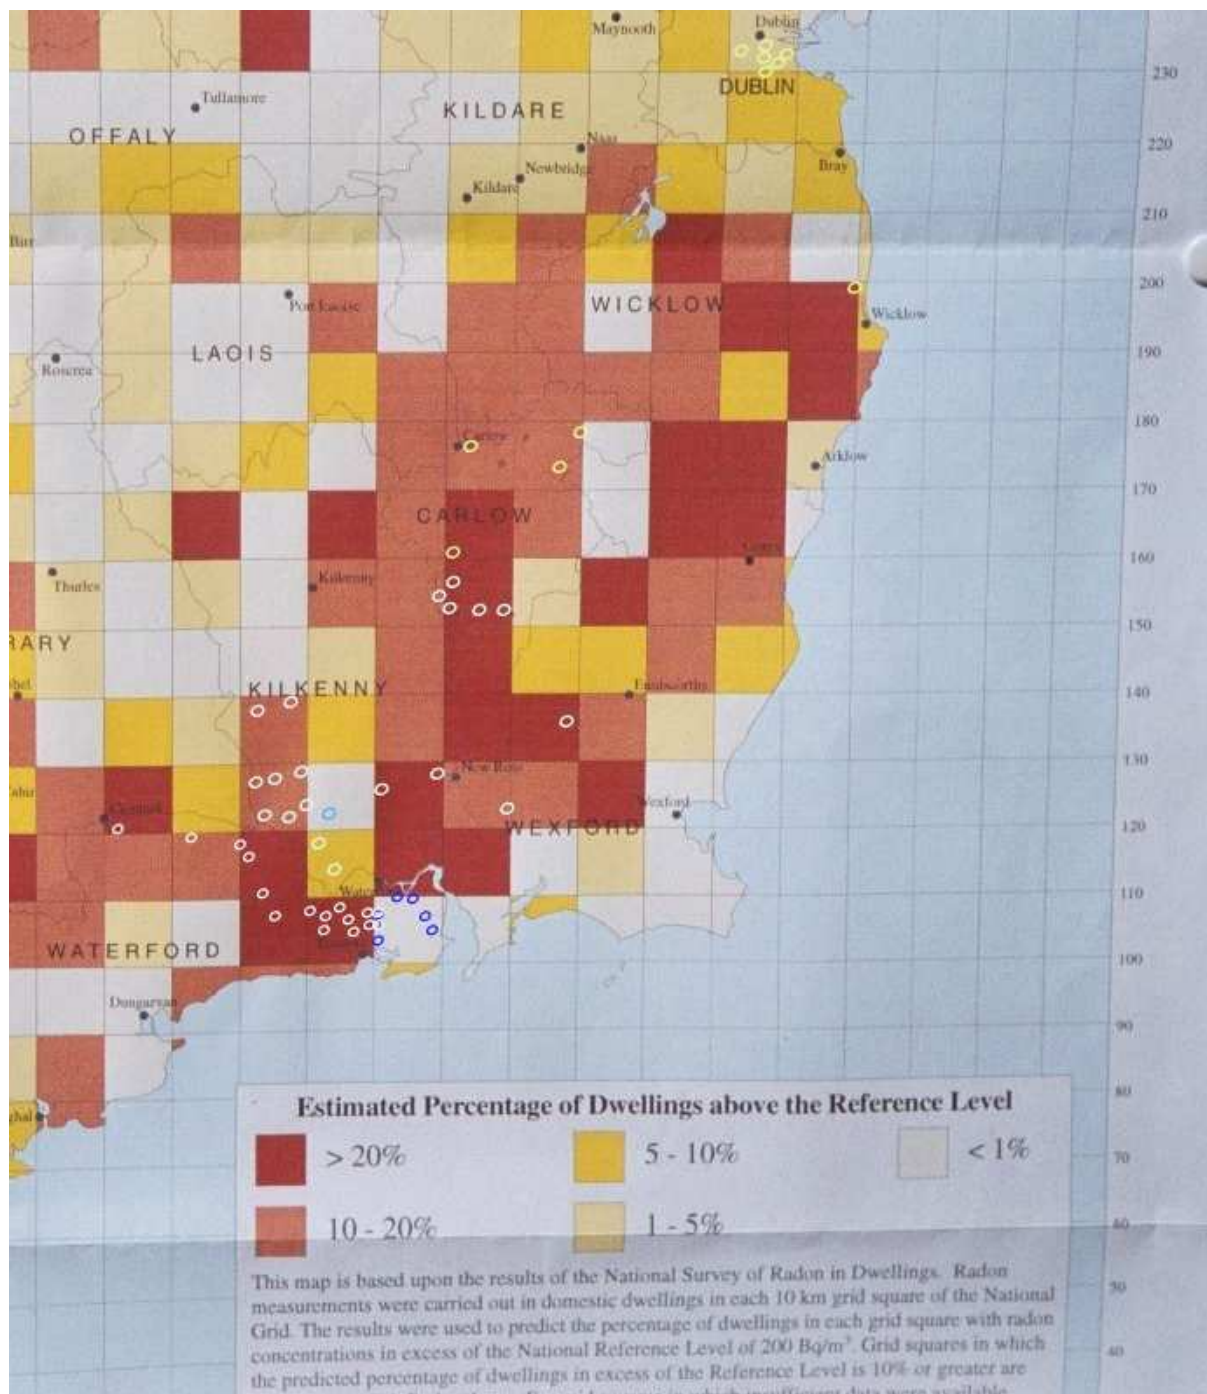 Dublin
Maynooth
230
DUBLIN
Tullamore
KILDARE
OFFALY
Naas
220
Bray
Newbridge
Kildare
210
Birr
200
Port Laoise
WICKLOW
Wicklow
LAOIS
190
Roscrea
180
Carlow
Arklow
170
CARLOW
160
Gorey
Kilkenny
Thurles
150
RARY
Enniscorthy
KILKENNY
140
130
New Ross
Clonmel
Wexford
120
WEXFORD
110
Waterford
WATERFORD
100
Dungarvan
90
80
Estimated Percentage of Dwellings above the Reference Level
> 20%
5 - 10%
< 1%
70
10 - 20%
1 - 5%
60
This map is based upon the results of the National Survey of Radon in Dwellings. Radon
50
measurements were carried out in domestic dwellings in each 10 km grid square of the National
Grid. The results were used to predict the percentage of dwellings in each grid square with radon
concentrations in excess of the National Reference Level of 200 Bq/m³. Grid squares in which
40
the predicted percentage of dwellings in excess of the Reference Level is 10% or greater are